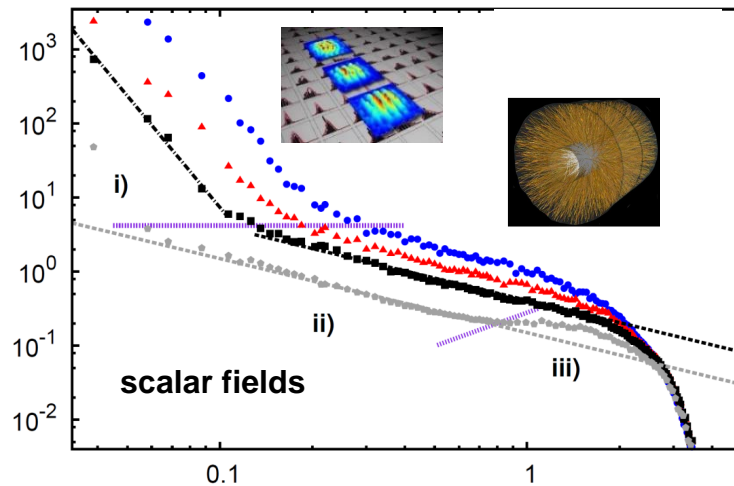 10³
10²
i)
10¹
10⁰
ii)
10⁻¹
iii)
scalar fields
10⁻²
0.1 1